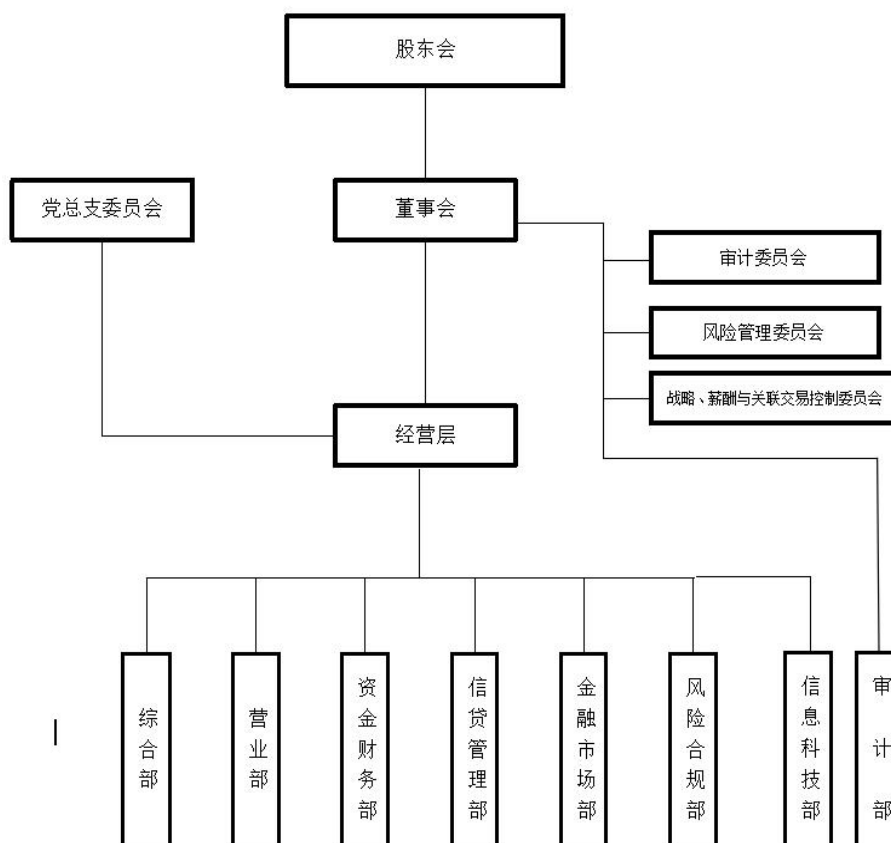 股东会
党总支委员会
董事会
审计委员会
风险管理委员会
战略、薪酬与关联交易控制委员会
经营层
综合部
营业部
资金财务部
信贷管理部
金融市场部
风险合规部
信息科技部
审计部